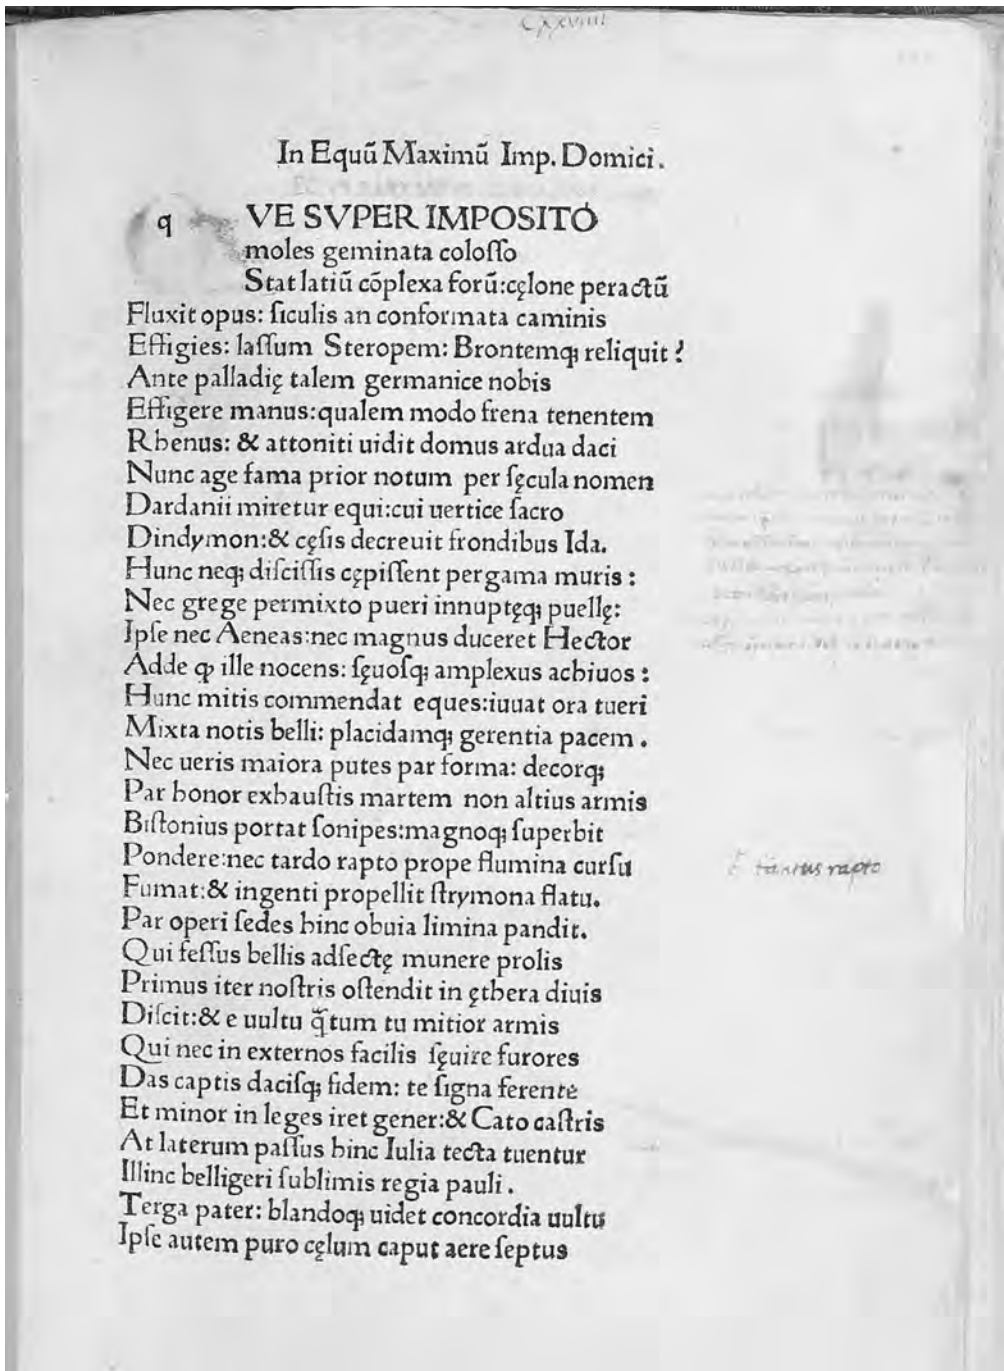 CXXVIIII
In Equũ Maximũ Imp. Domici.
q VE SVPER IMPOSITO
moles geminata coloſſo
Stat latiũ cõplexa forũ:cęlone peractũ
Fluxit opus: ſiculis an conformata caminis
Effigies: laſſum Steropem: Brontemq; reliquit?
Ante palladię talem germanice nobis
Effigere manus:qualem modo frena tenentem
Rhenus: & attoniti uidit domus ardua daci
Nunc age fama prior notum per ſęcula nomen
Dardanii miretur equi:cui uertice ſacro
Dindymon:& cęſis decreuit frondibus Ida.
Hunc neq; diſciſſis cępiſſent pergama muris:
Nec grege permixto pueri innuptęq; puellę:
Ipſe nec Aeneas:nec magnus duceret Hector
Adde ꝙ ille nocens: ſęuoſq; amplexus achiuos:
Hunc mitis commendat eques:iuuat ora tueri
Mixta notis belli: placidamq; gerentia pacem.
Nec ueris maiora putes par forma: decorq;
Par honor exhauſtis martem non altius armis
Biſtonius portat ſonipes:magnoq; ſuperbit
Pondere:nec tardo rapto prope flumina curſu
rapto
Fumat:& ingenti propellit ſtrymona flatu.
Par operi ſedes hinc obuia limina pandit.
Qui feſſus bellis adſectę munere prolis
Primus iter noſtris oſtendit in ęthera diuis
Diſcit:& e uultu q̃tum tu mitior armis
Qui nec in externos facilis ſęuire furores
Das captis daciſq; fidem: te ſigna ferente
Et minor in leges iret gener:& Cato caſtris
At laterum paſſus hinc Iulia tecta tuentur
Illinc belligeri ſublimis regia pauli.
Terga pater: blandoq; uidet concordia uultu
Ipſe autem puro cęlum caput aere ſeptus